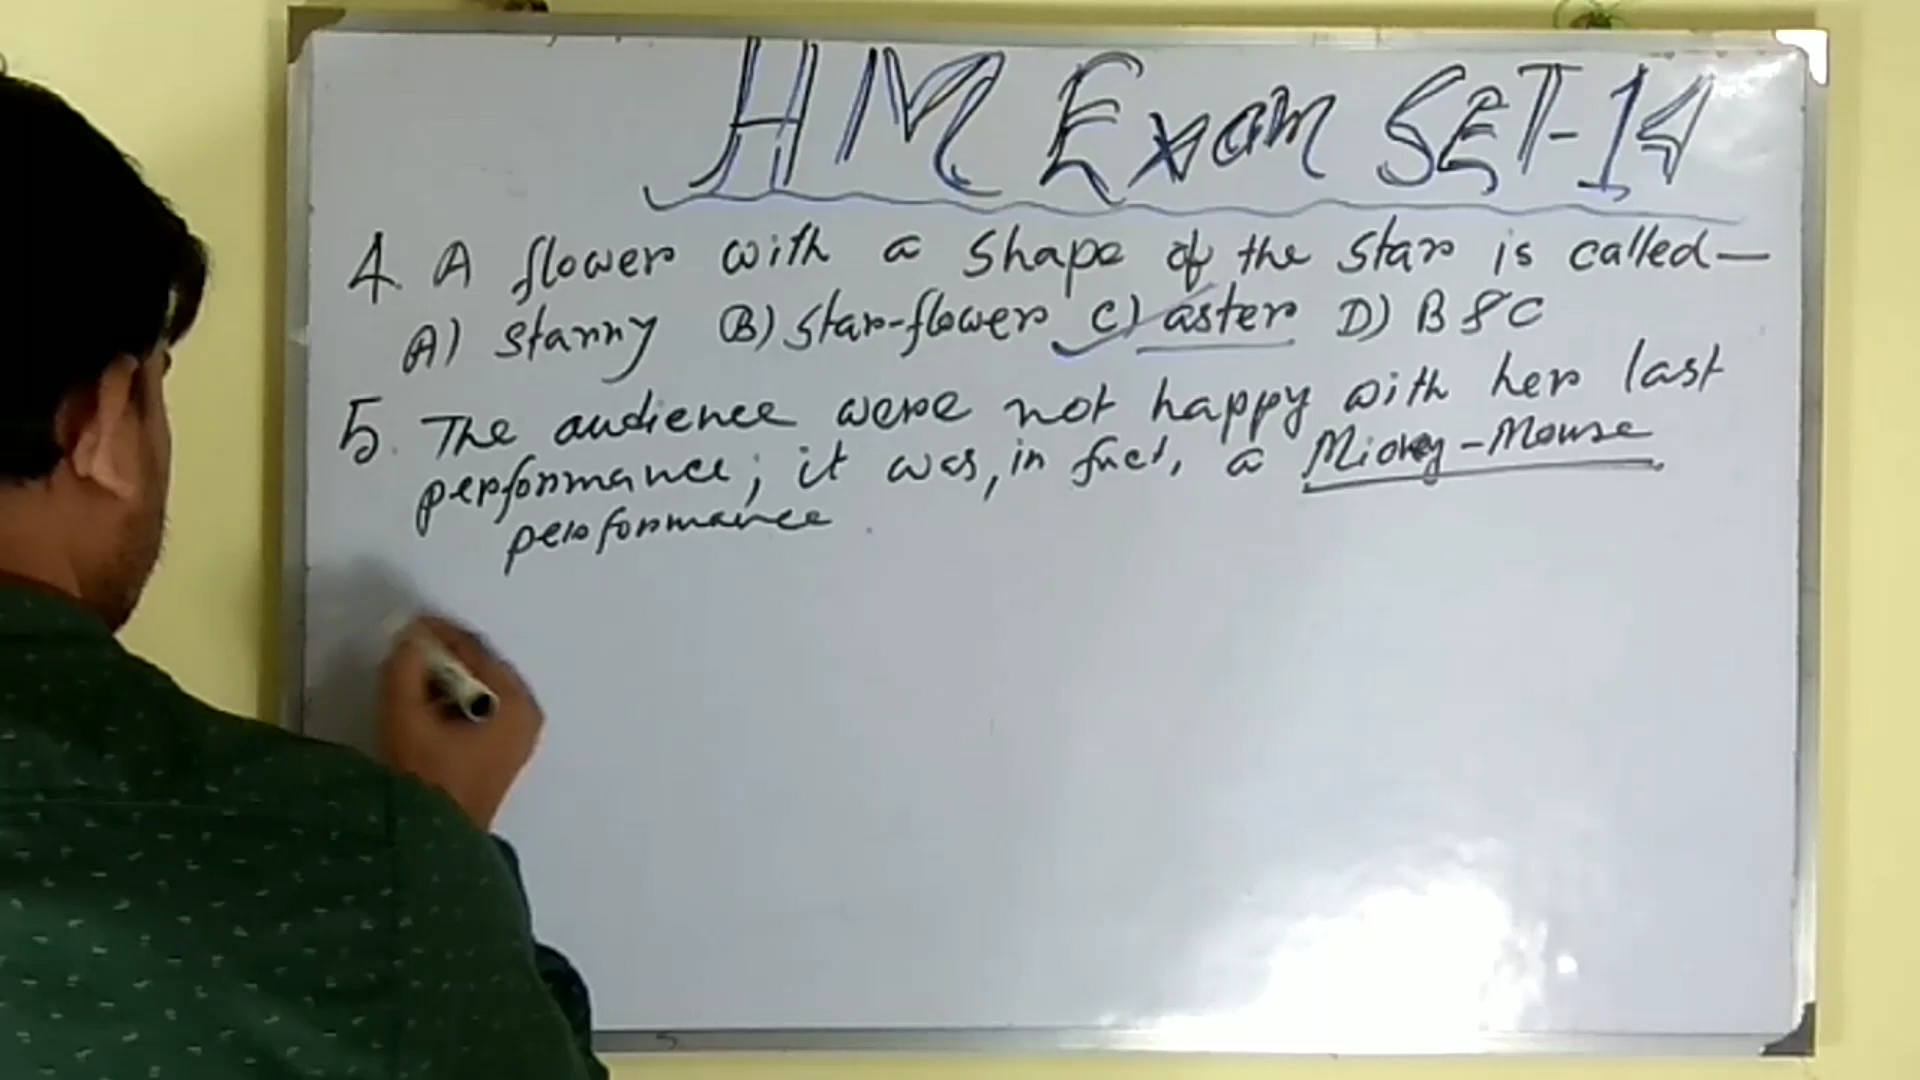 HM Exam SET-14
4. A flower with a shape of the star is called—
A) starry B) star-flower C) aster D) B & C
5. The audience were not happy with her last
performance; it was, in fact, a Mickey-Mouse
performance.